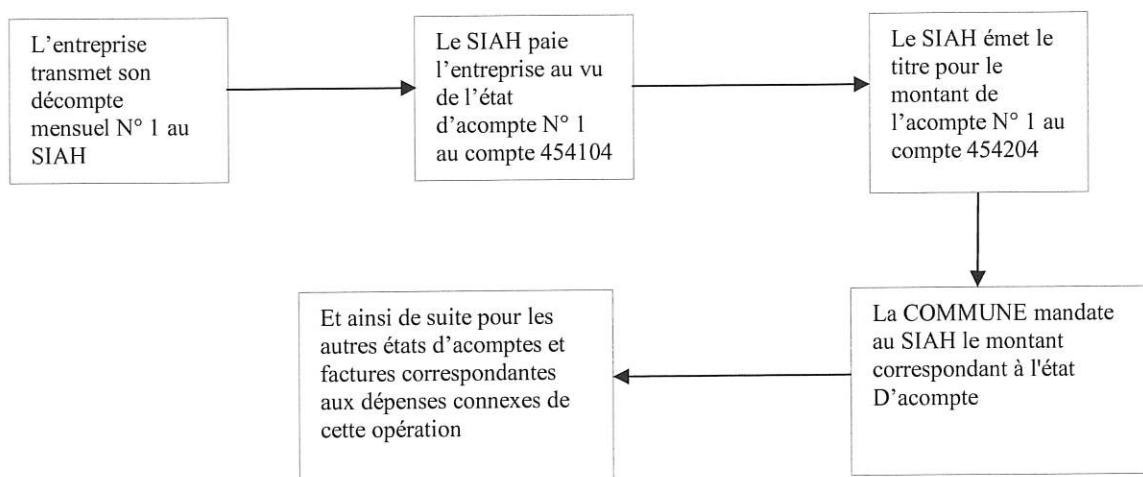 L'entreprise
transmet son
décompte
mensuel N° 1 au
SIAH
Le SIAH paie
l'entreprise au vu
de l'état
d'acompte N° 1
au compte 454104
Le SIAH émet le
titre pour le
montant de
l'acompte N° 1 au
compte 454204
La COMMUNE mandate
au SIAH le montant
correspondant à l'état
D'acompte
Et ainsi de suite pour les
autres états d'acomptes et
factures correspondantes
aux dépenses connexes de
cette opération